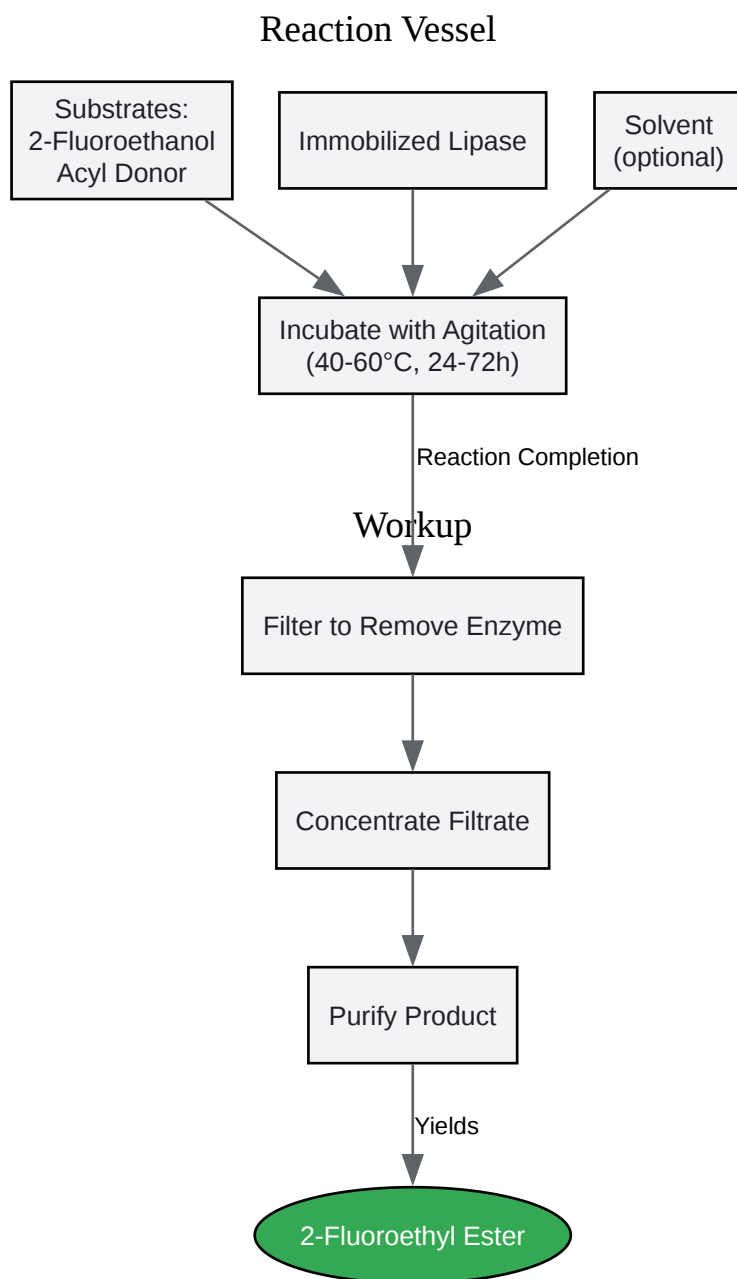 Reaction Vessel
Substrates:
2-Fluoroethanol
Acyl Donor
Immobilized Lipase
Solvent
(optional)
Incubate with Agitation
(40-60°C, 24-72h)
Reaction Completion
Workup
Filter to Remove Enzyme
Concentrate Filtrate
Purify Product
Yields
2-Fluoroethyl Ester